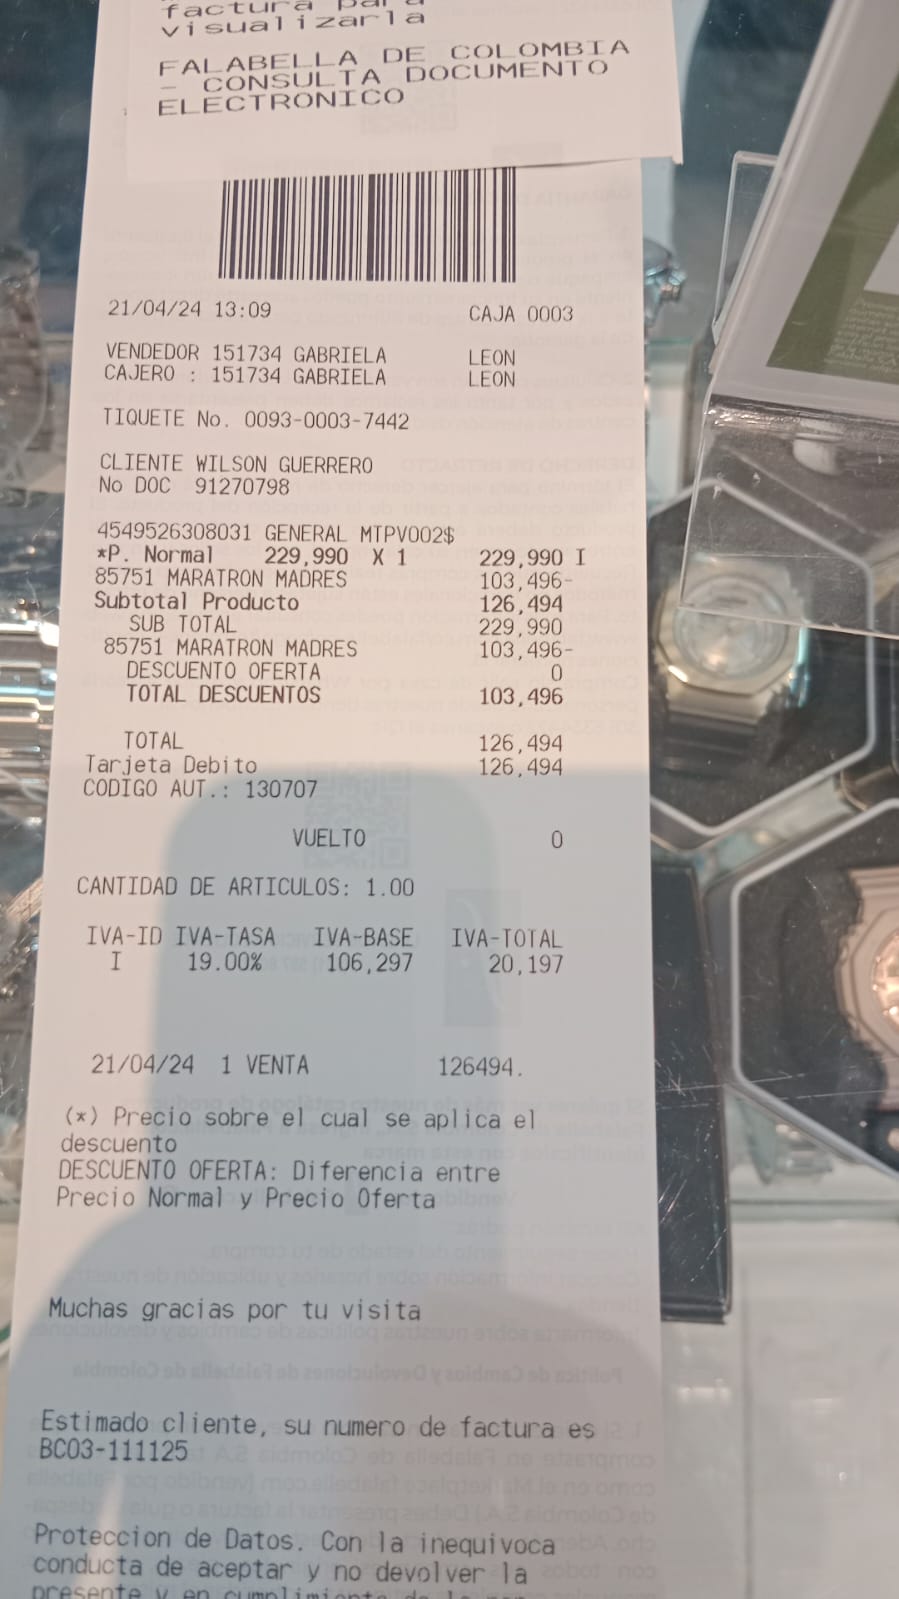 factura para
visualizarla
FALABELLA DE COLOMBIA
- CONSULTA DOCUMENTO
ELECTRONICO
21/04/24 13:09 CAJA 0003
VENDEDOR 151734 GABRIELA LEON
CAJERO : 151734 GABRIELA LEON
TIQUETE No. 0093-0003-7442
CLIENTE WILSON GUERRERO
No DOC 91270798
4549526308031 GENERAL MTPV002$
*P. Normal 229,990 X 1 229,990 I
85751 MARATRON MADRES 103,496-
Subtotal Producto 126,494
SUB TOTAL 229,990
85751 MARATRON MADRES 103,496-
DESCUENTO OFERTA 0
TOTAL DESCUENTOS 103,496
TOTAL 126,494
Tarjeta Debito 126,494
CODIGO AUT.: 130707
VUELTO 0
CANTIDAD DE ARTICULOS: 1.00
IVA-ID IVA-TASA IVA-BASE IVA-TOTAL
I 19.00% 106,297 20,197
21/04/24 1 VENTA 126494.
(*) Precio sobre el cual se aplica el
descuento
DESCUENTO OFERTA: Diferencia entre
Precio Normal y Precio Oferta
Muchas gracias por tu visita
Estimado cliente, su numero de factura es
BC03-111125
Proteccion de Datos. Con la inequivoca
conducta de aceptar y no devolver la
presente y en cumplimiento de